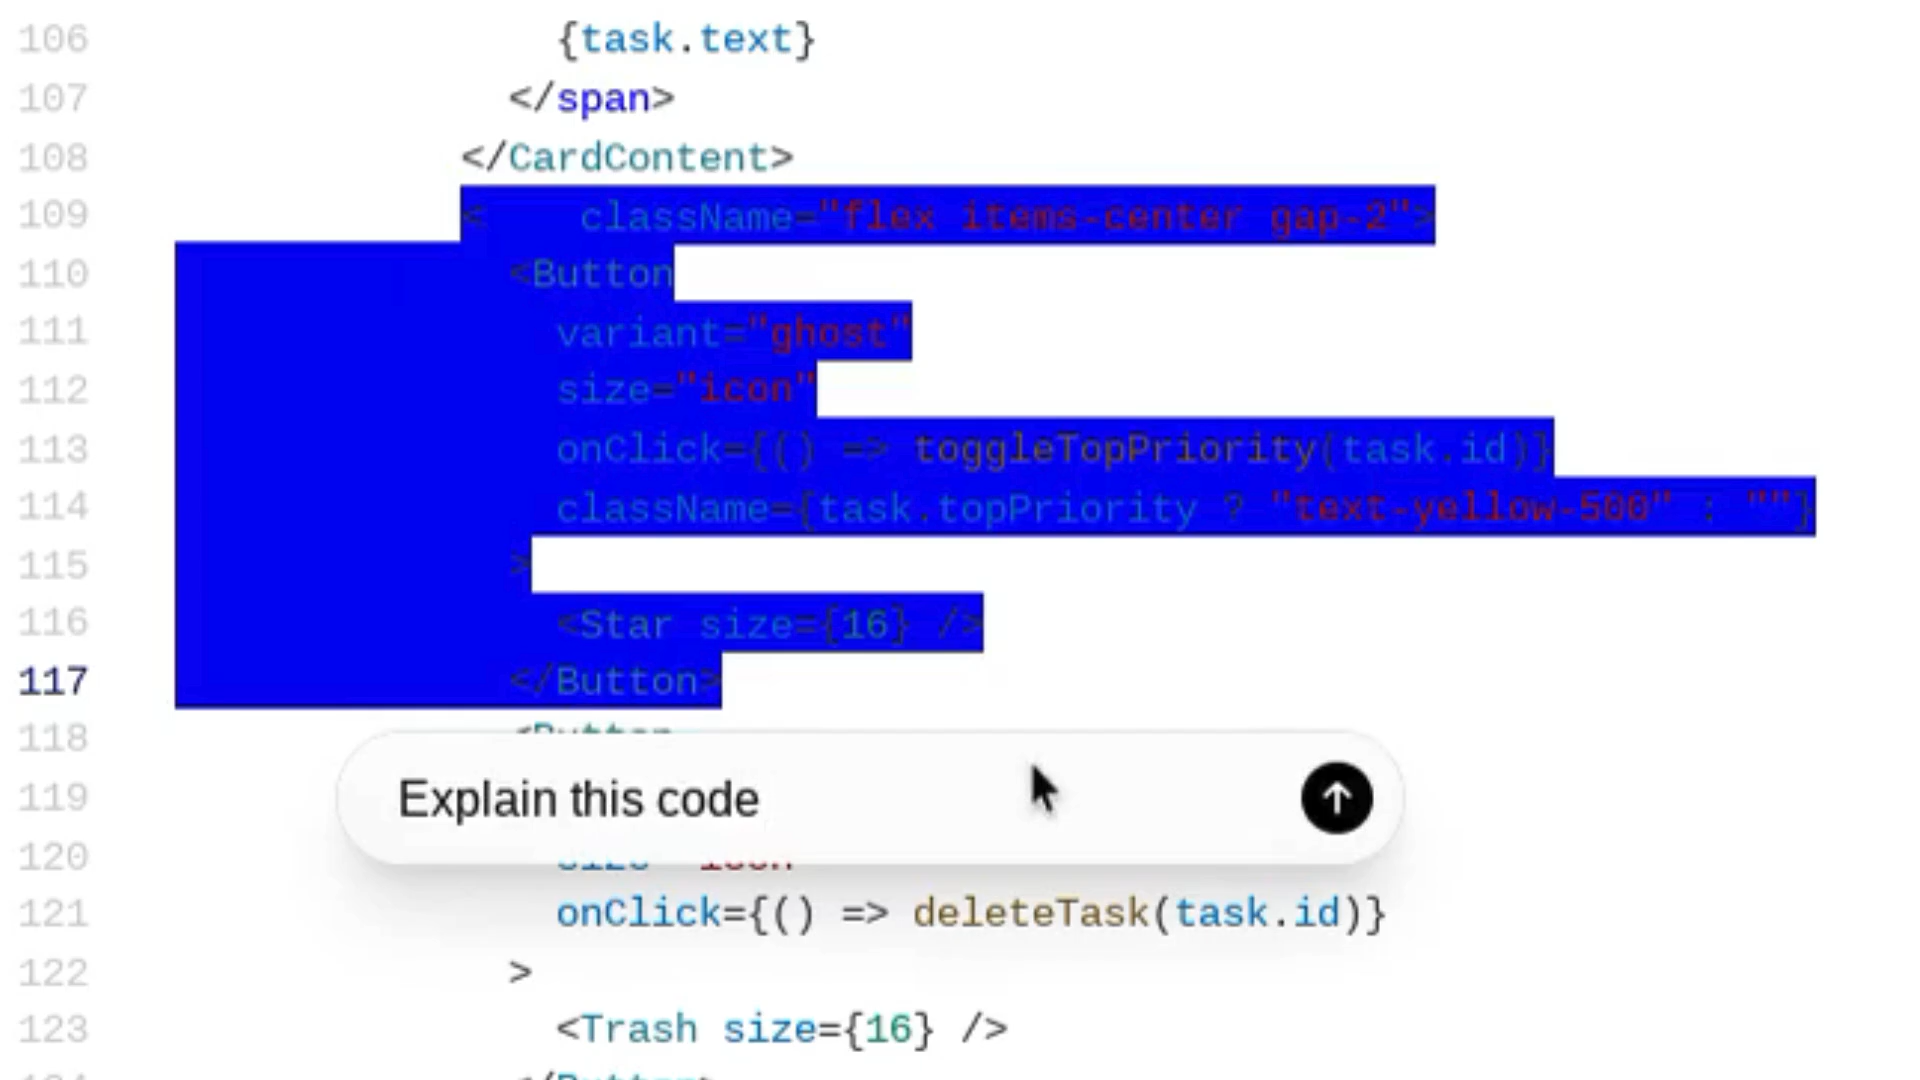 106 {task.text}
107 </span>
108 </CardContent>
109 < className="flex items-center gap-2">
110 <Button
111 variant="ghost"
112 size="icon"
113 onClick={() => toggleTopPriority(task.id)}
114 className={task.topPriority ? "text-yellow-500" : ""}
115 >
116 <Star size={16} />
117 </Button>
118 <Button
Explain this code
119
120 size="icon"
121 onClick={() => deleteTask(task.id)}
122 >
123 <Trash size={16} />